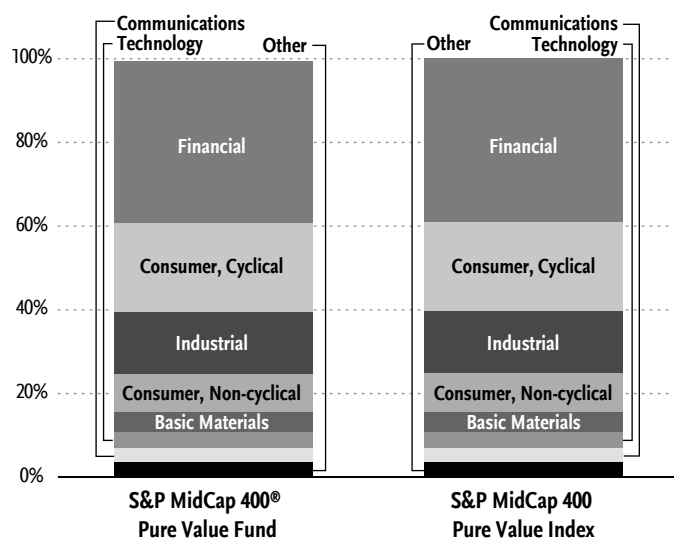 Communications
Technology
Other
Communications
Other
Technology
100%
80%
60%
40%
20%
0%
Financial
Consumer, Cyclical
Industrial
Consumer, Non-cyclical
Basic Materials
Financial
Consumer, Cyclical
Industrial
Consumer, Non-cyclical
Basic Materials
S&P MidCap 400®
Pure Value Fund
S&P MidCap 400
Pure Value Index